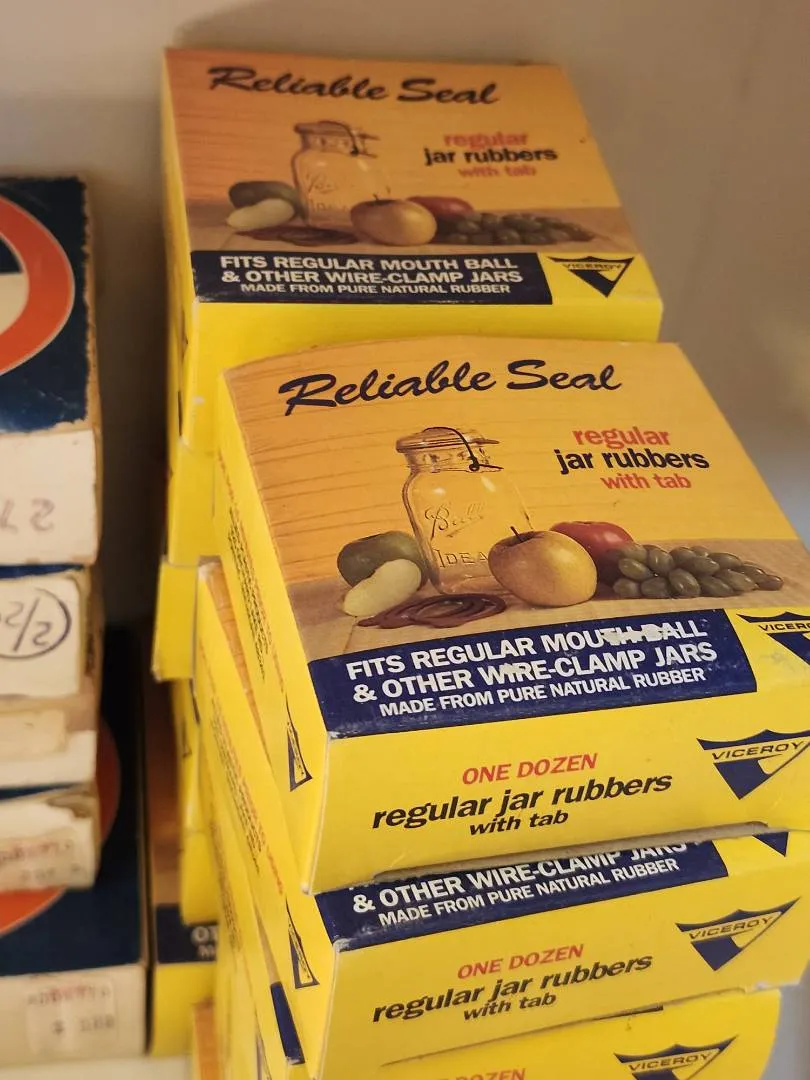 Reliable Seal
regular
jar rubbers
with tab
FITS REGULAR MOUTH BALL
& OTHER WIRE-CLAMP JARS
MADE FROM PURE NATURAL RUBBER
VICEROY
Reliable Seal
regular
jar rubbers
with tab
Ball
IDEA
FITS REGULAR MOUTH BALL
& OTHER WIRE-CLAMP JARS
MADE FROM PURE NATURAL RUBBER
ONE DOZEN
regular jar rubbers
with tab
VICEROY
& OTHER WIRE-CLAMP JARS
MADE FROM PURE NATURAL RUBBER
ONE DOZEN
regular jar rubbers
with tab
VICEROY
DOZEN
VICEROY